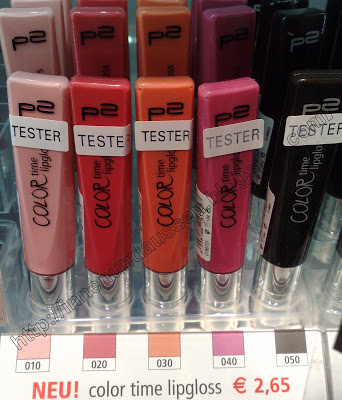 p2 p2 p2 p2 p2
p2 p2 p2 p2 p2
TESTER TESTE TESTER TESTER TESTER
COLOR time lipgloss COLOR time lipgloss COLOR time lipgloss COLOR time lipgloss COLOR time lipgloss
010 020 030 040 050
NEU! color time lipgloss € 2,65